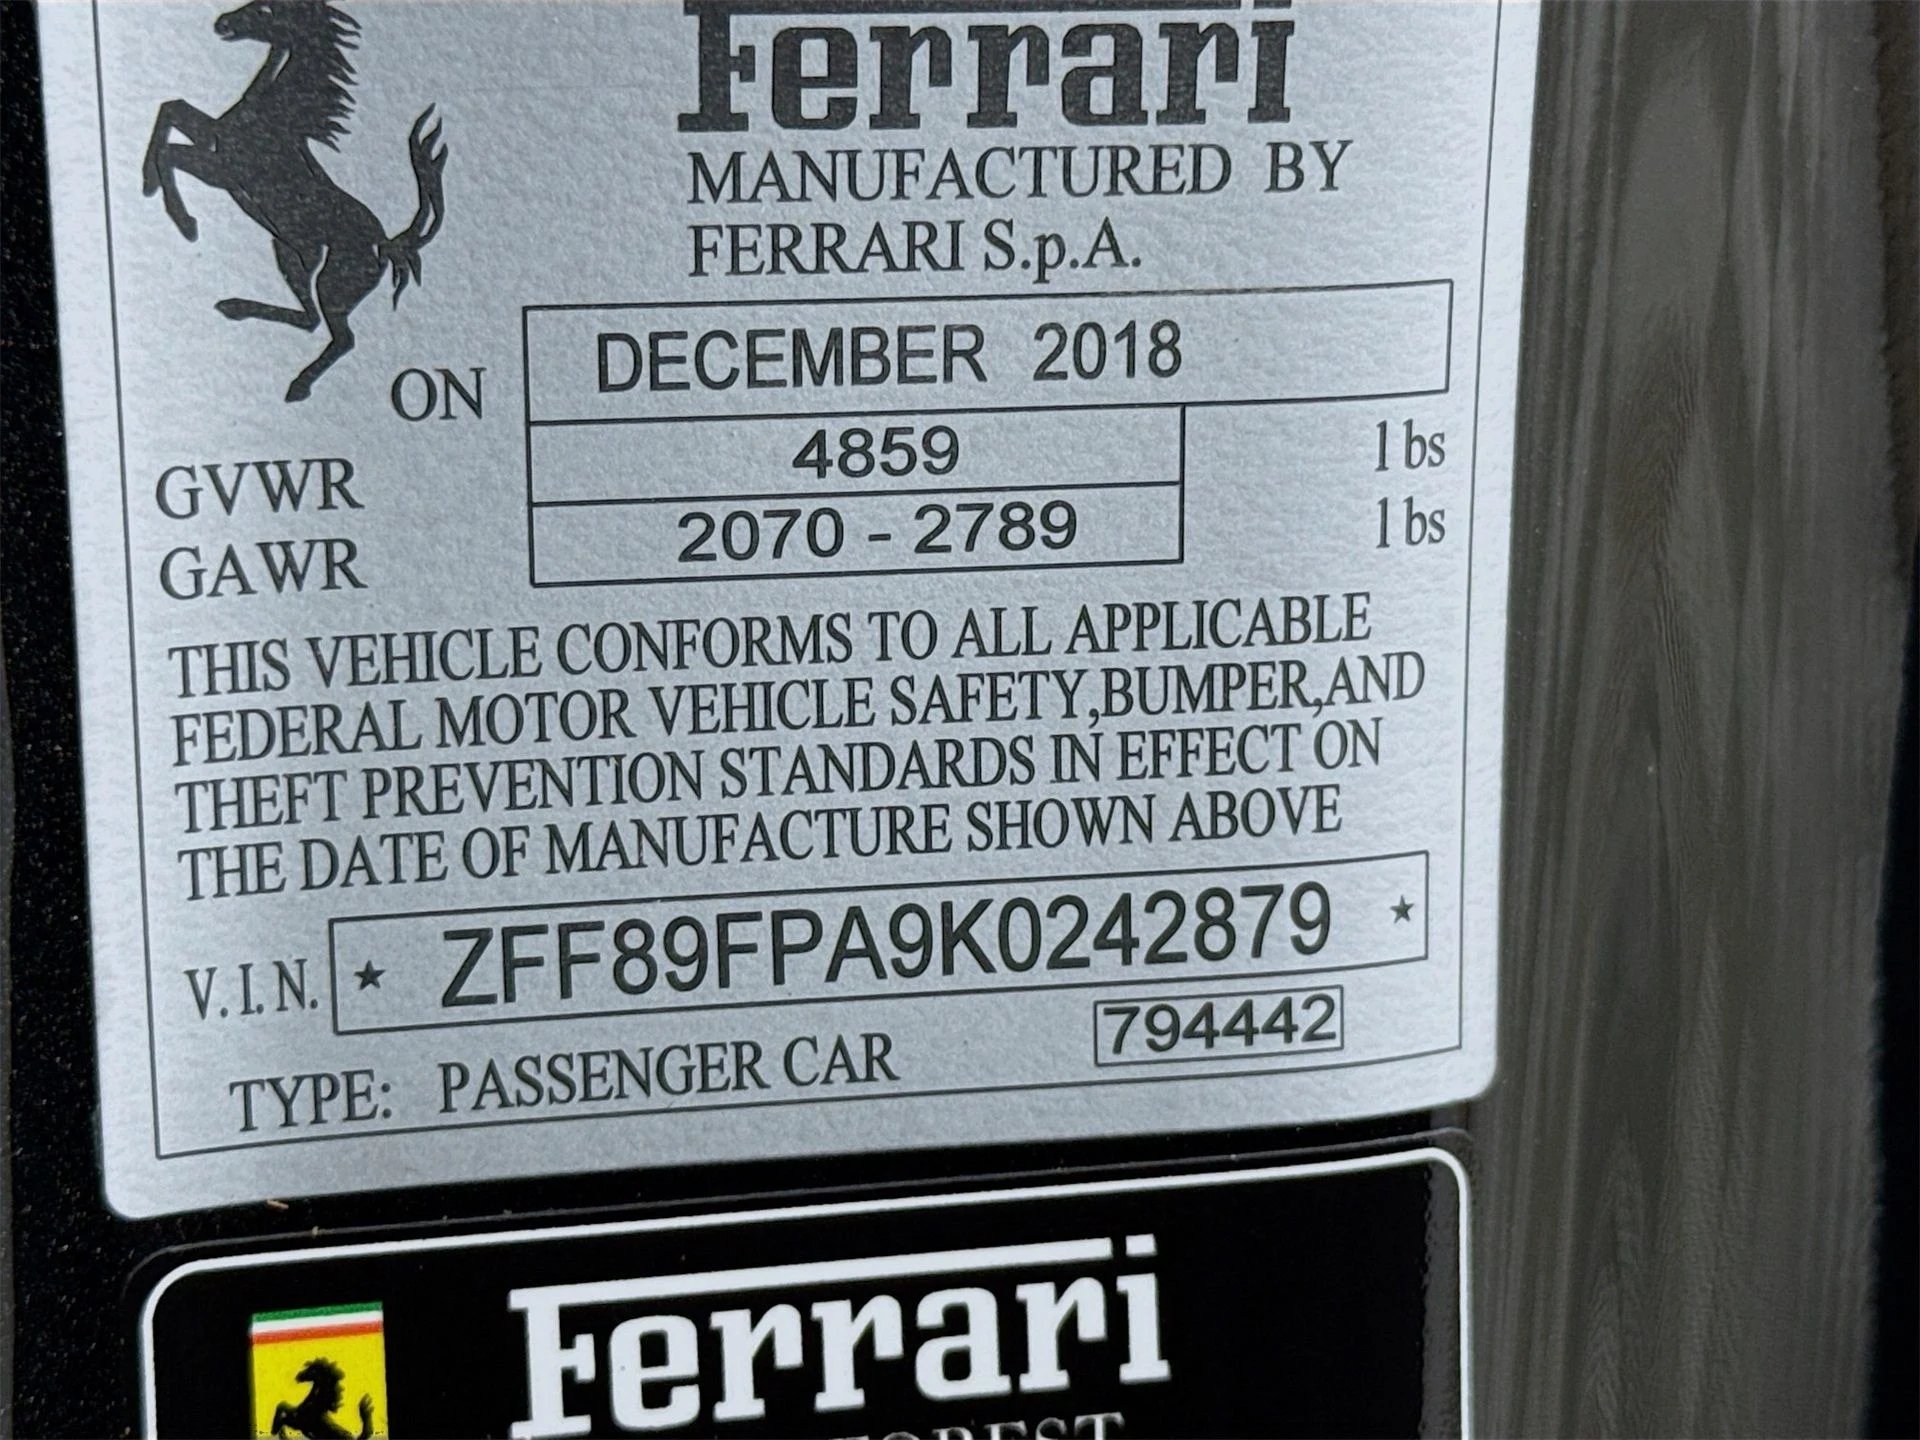 Ferrari
MANUFACTURED BY
FERRARI S.p.A.
ON DECEMBER 2018
GVWR 4859 lbs
GAWR 2070 - 2789 lbs
THIS VEHICLE CONFORMS TO ALL APPLICABLE
FEDERAL MOTOR VEHICLE SAFETY,BUMPER,AND
THEFT PREVENTION STANDARDS IN EFFECT ON
THE DATE OF MANUFACTURE SHOWN ABOVE
V.I.N. ★ ZFF89FPA9K0242879 ★
794442
TYPE: PASSENGER CAR
Ferrari